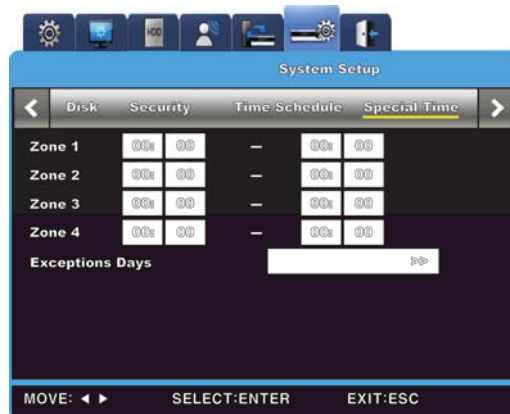 HDD
System Setup
< Disk Security Time Schedule Special Time >
Zone 1 00: 00 – 00: 00
Zone 2 00: 00 – 00: 00
Zone 3 00: 00 – 00: 00
Zone 4 00: 00 – 00: 00
Exceptions Days >>
MOVE: ◀ ▶ SELECT:ENTER EXIT:ESC